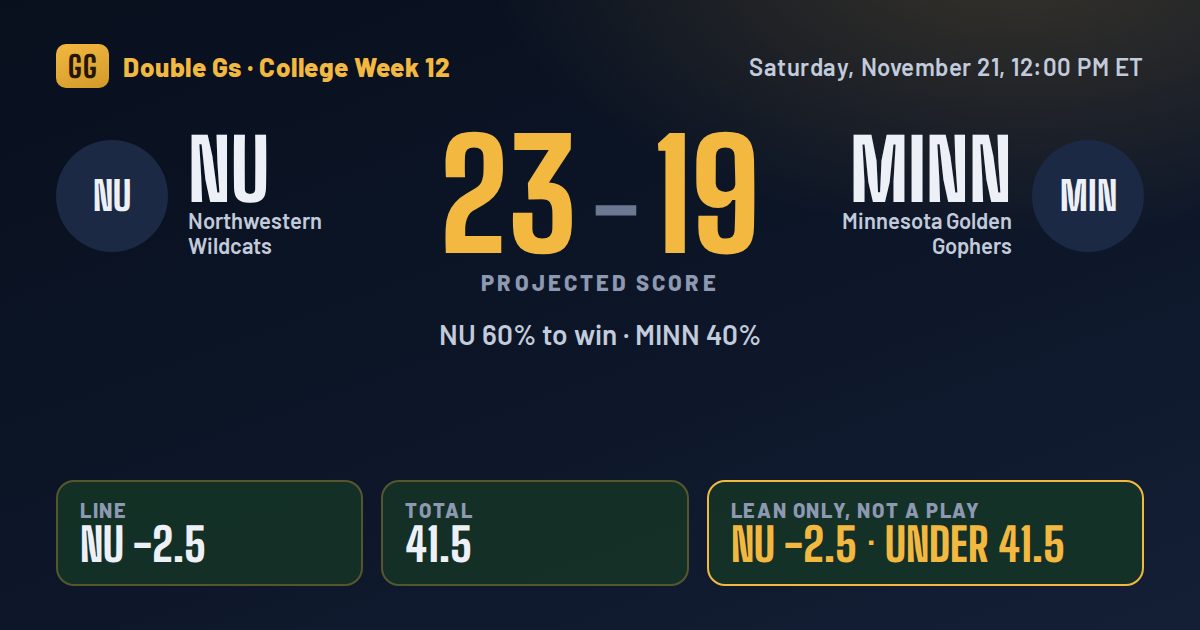 GG Double Gs · College Week 12
Saturday, November 21, 12:00 PM ET
NU
NU
Northwestern
Wildcats
23 – 19
PROJECTED SCORE
NU 60% to win · MINN 40%
MINN
Minnesota Golden
Gophers
MIN
LINE
NU −2.5
TOTAL
41.5
LEAN ONLY, NOT A PLAY
NU −2.5 · UNDER 41.5